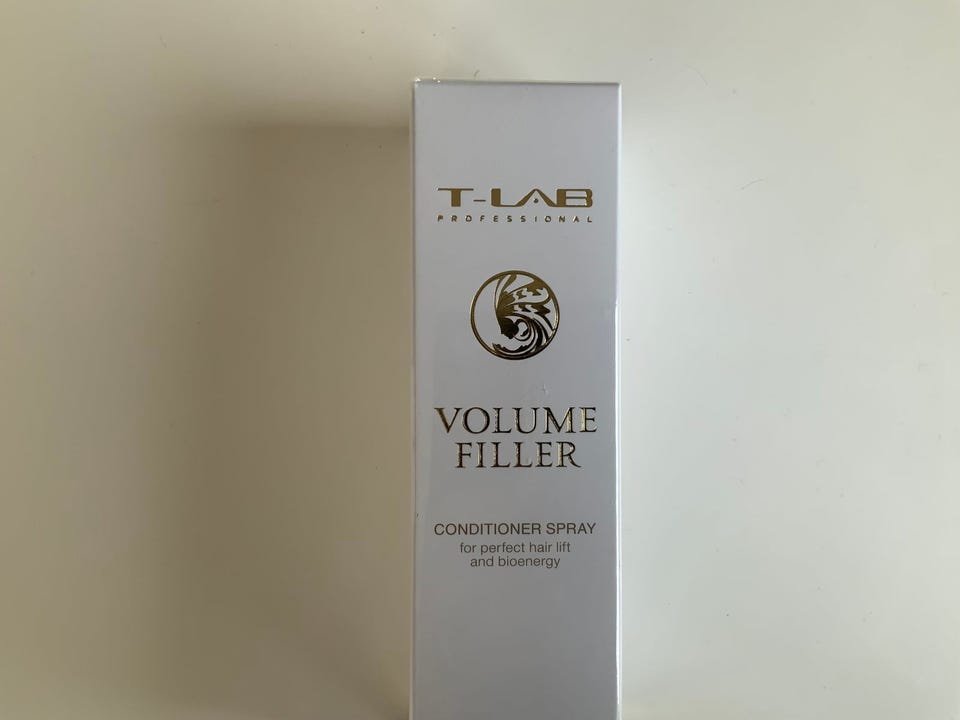 T-LAB
PROFESSIONAL
VOLUME
FILLER
CONDITIONER SPRAY
for perfect hair lift
and bioenergy